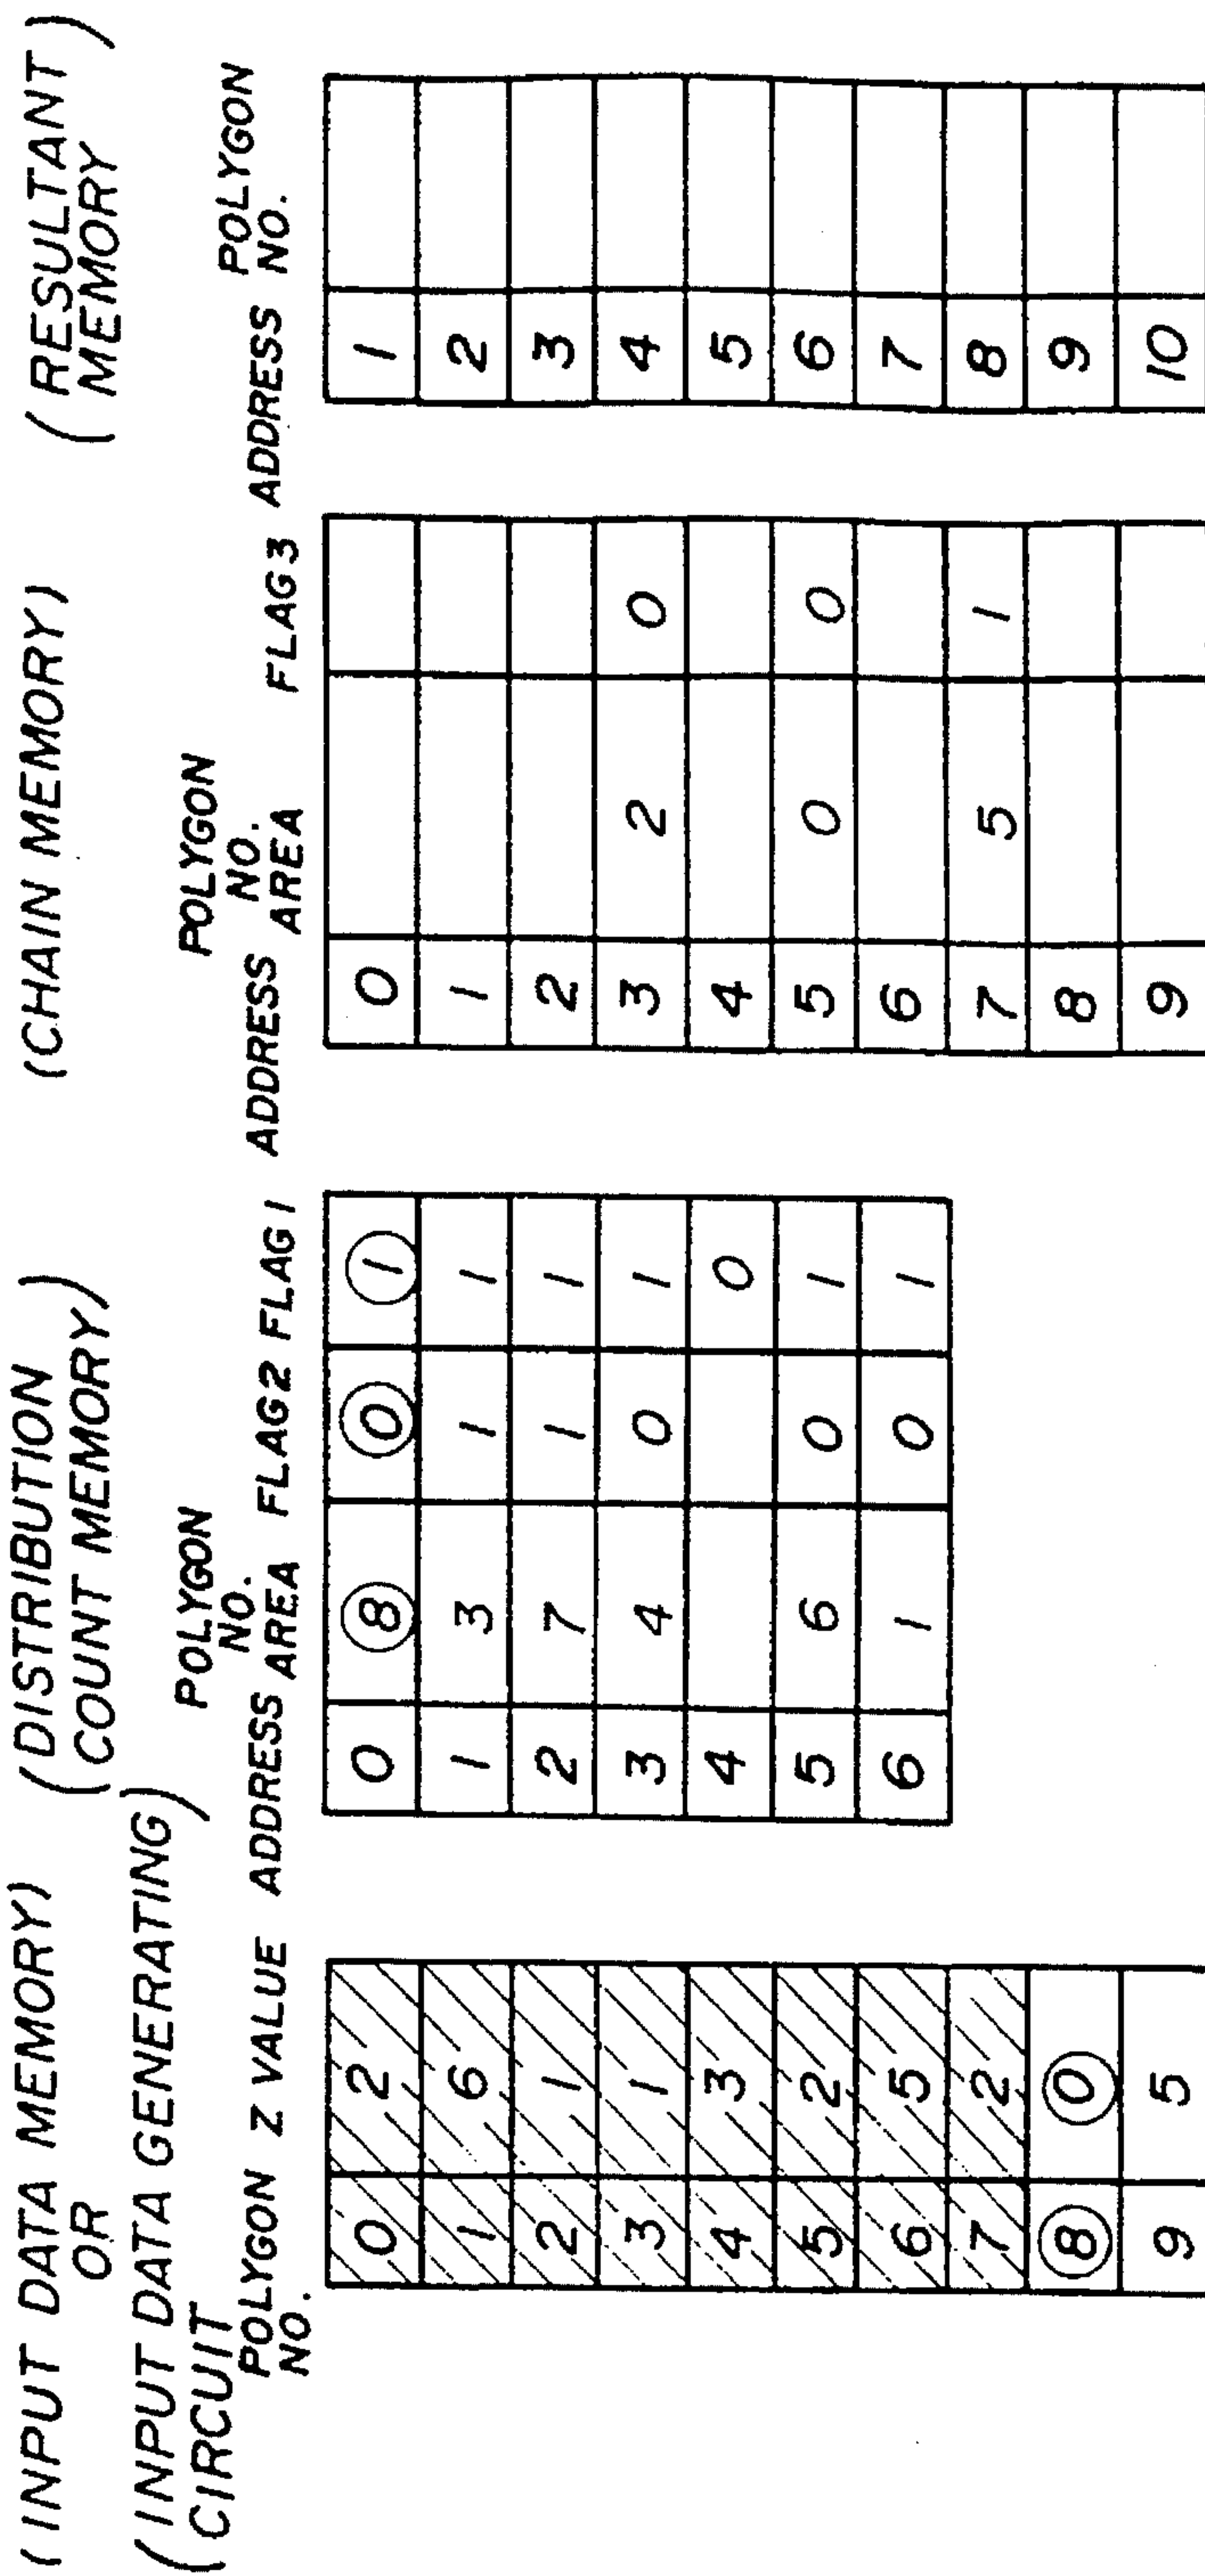 (INPUT DATA MEMORY)
OR
(INPUT DATA GENERATING
CIRCUIT)
POLYGON NO. Z VALUE
0 2
1 6
2 1
3 1
4 3
5 2
6 5
7 2
8 0
9 5
(DISTRIBUTION
COUNT MEMORY)
ADDRESS POLYGON NO. AREA FLAG2 FLAG1
0 8 0 1
1 3 1 1
2 7 1 1
3 4 0 1
4 0
5 6 0 1
6 1 0 1
(CHAIN MEMORY)
ADDRESS POLYGON NO. AREA FLAG3
0
1
2
3 2 0
4
5 0 0
6
7 5 1
8
9
(RESULTANT
MEMORY)
ADDRESS POLYGON NO.
1
2
3
4
5
6
7
8
9
10